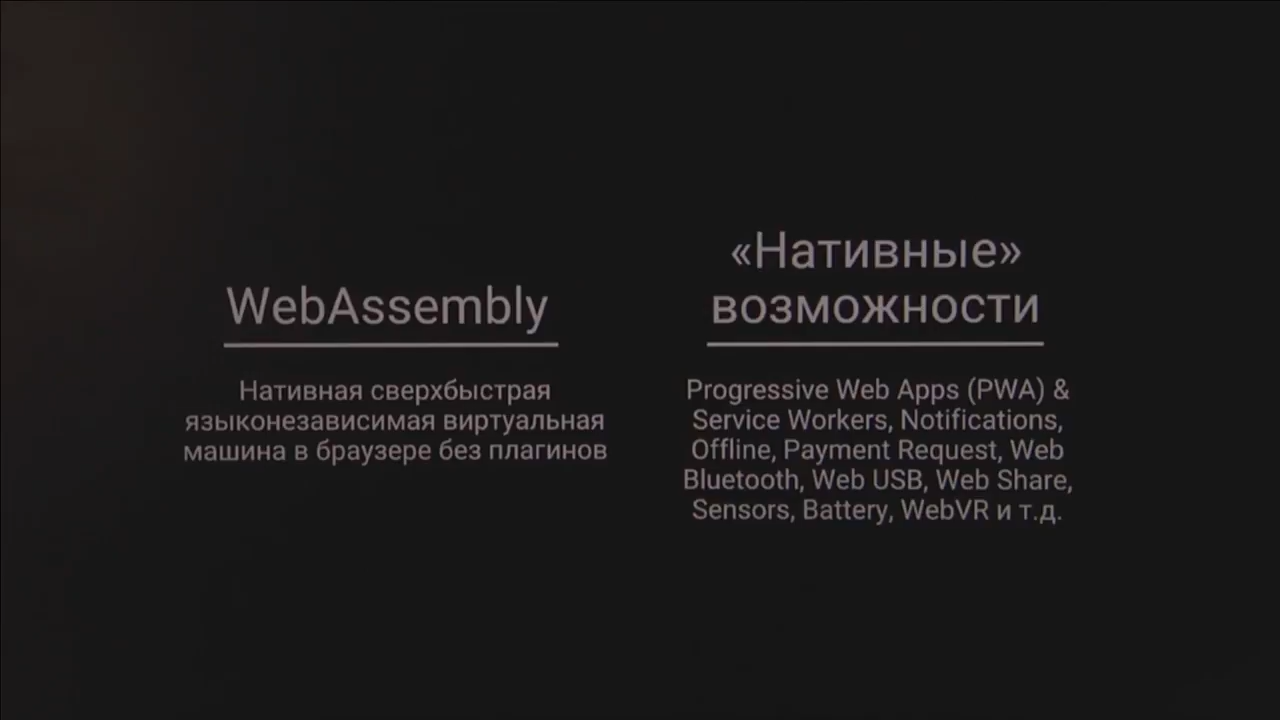 WebAssembly
Нативная сверхбыстрая
языконезависимая виртуальная
машина в браузере без плагинов
«Нативные»
возможности
Progressive Web Apps (PWA) &
Service Workers, Notifications,
Offline, Payment Request, Web
Bluetooth, Web USB, Web Share,
Sensors, Battery, WebVR и т.д.